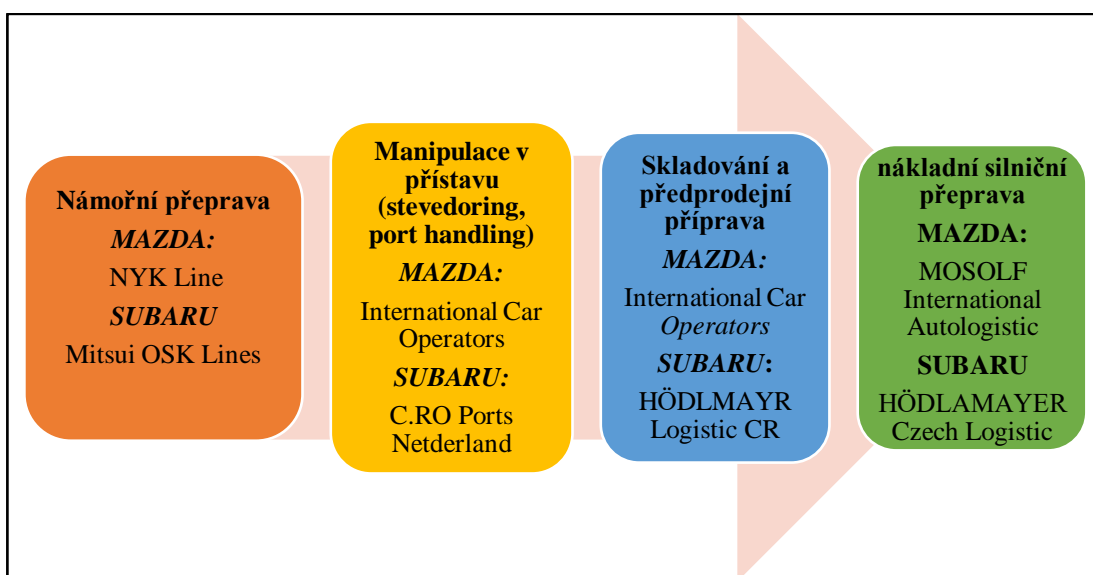 Námořní přeprava
MAZDA:
NYK Line
SUBARU
Mitsui OSK Lines
Manipulace v
přístavu
(stevedoring,
port handling)
MAZDA:
International Car
Operators
SUBARU:
C.RO Ports
Netderland
Skladování a
předprodejní
příprava
MAZDA:
International Car
Operators
SUBARU:
HÖDLMAYR
Logistic CR
nákladní silniční
přeprava
MAZDA:
MOSOLF
International
Autologistic
SUBARU
HÖDLAMAYER
Czech Logistic